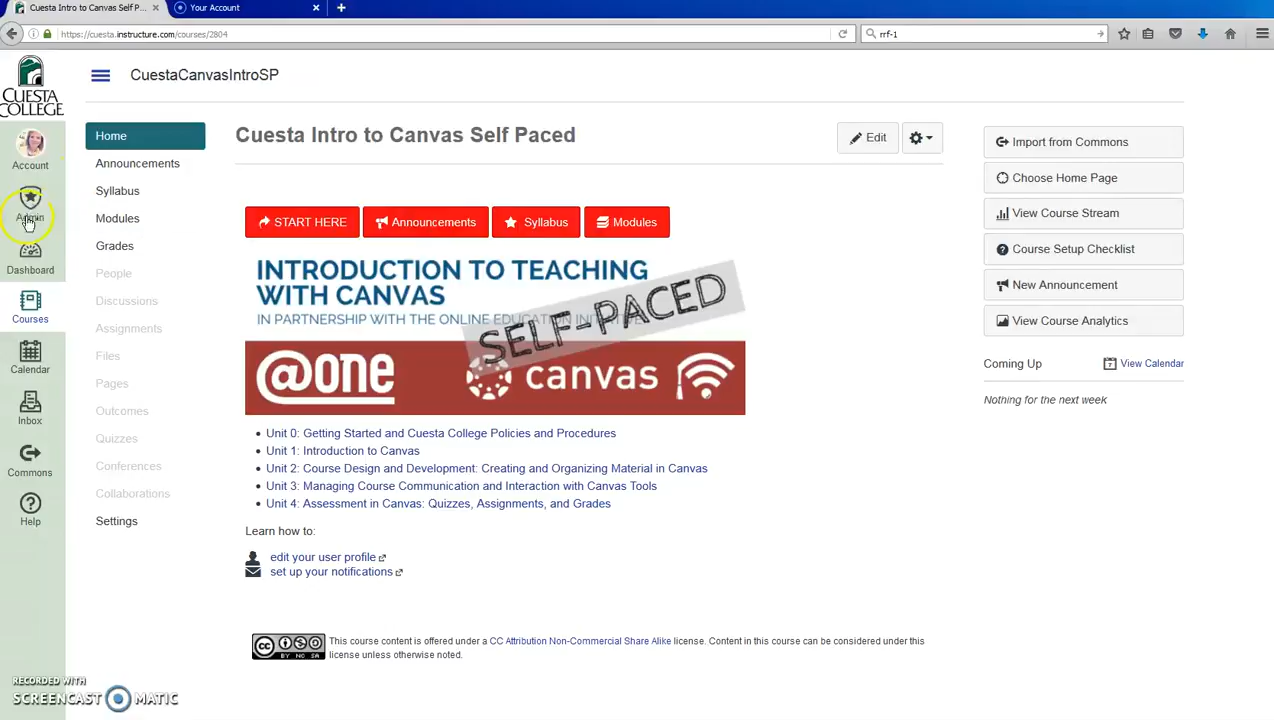 Cuesta Intro to Canvas Self P...
Your Account
https://cuesta.instructure.com/courses/2804
rrf-1
CUESTA
COLLEGE
CuestaCanvasIntroSP
Account
Admin
Dashboard
Courses
Calendar
Inbox
Commons
Help
Home
Announcements
Syllabus
Modules
Grades
People
Discussions
Assignments
Files
Pages
Outcomes
Quizzes
Conferences
Collaborations
Settings
Cuesta Intro to Canvas Self Paced
Edit
START HERE
Announcements
Syllabus
Modules
INTRODUCTION TO TEACHING
WITH CANVAS
IN PARTNERSHIP WITH THE ONLINE EDUCATION INITIATIVE
SELF-PACED
@one
canvas
Unit 0: Getting Started and Cuesta College Policies and Procedures
Unit 1: Introduction to Canvas
Unit 2: Course Design and Development: Creating and Organizing Material in Canvas
Unit 3: Managing Course Communication and Interaction with Canvas Tools
Unit 4: Assessment in Canvas: Quizzes, Assignments, and Grades
Learn how to:
edit your user profile
set up your notifications
cc
BY NC SA
This course content is offered under a CC Attribution Non-Commercial Share Alike license. Content in this course can be considered under this
license unless otherwise noted.
Import from Commons
Choose Home Page
View Course Stream
Course Setup Checklist
New Announcement
View Course Analytics
Coming Up
7 View Calendar
Nothing for the next week
RECORDED WITH
SCREENCAST MATIC